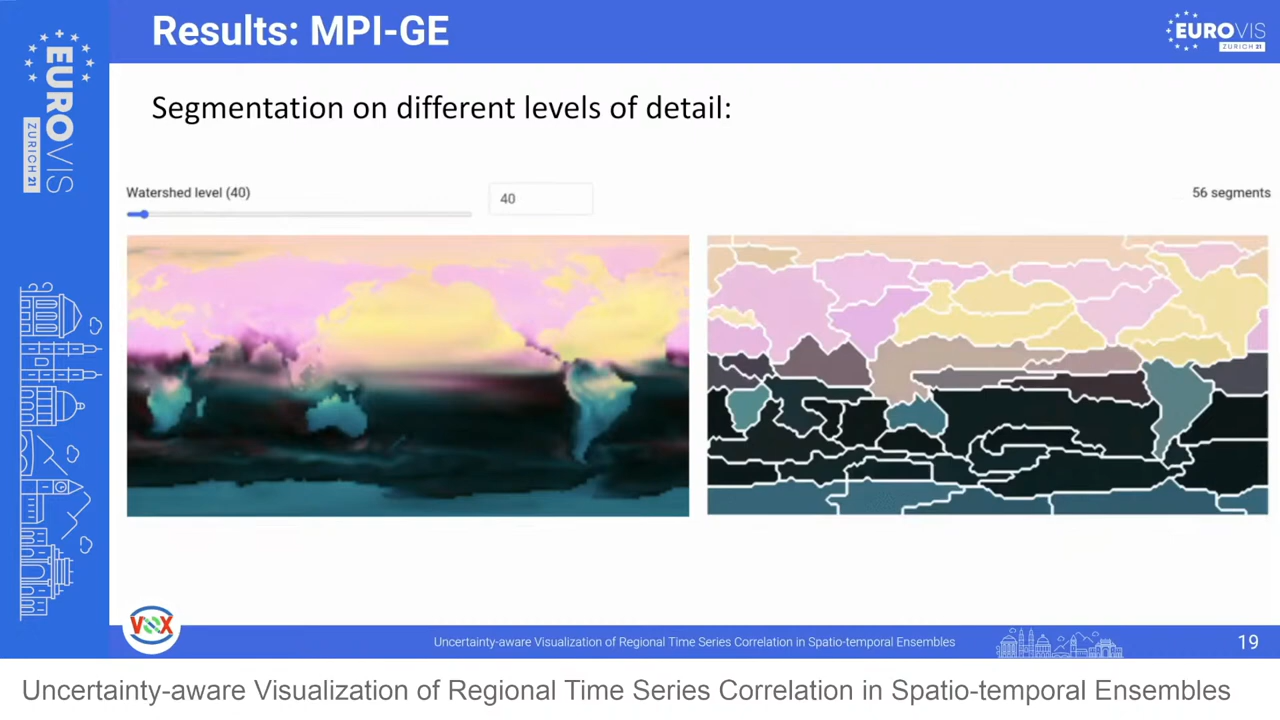 Results: MPI-GE
EUROVIS
ZURICH 21
EUROVIS
ZURICH 21
Segmentation on different levels of detail:
Watershed level (40)
40
56 segments
VOX
Uncertainty-aware Visualization of Regional Time Series Correlation in Spatio-temporal Ensembles
19
Uncertainty-aware Visualization of Regional Time Series Correlation in Spatio-temporal Ensembles